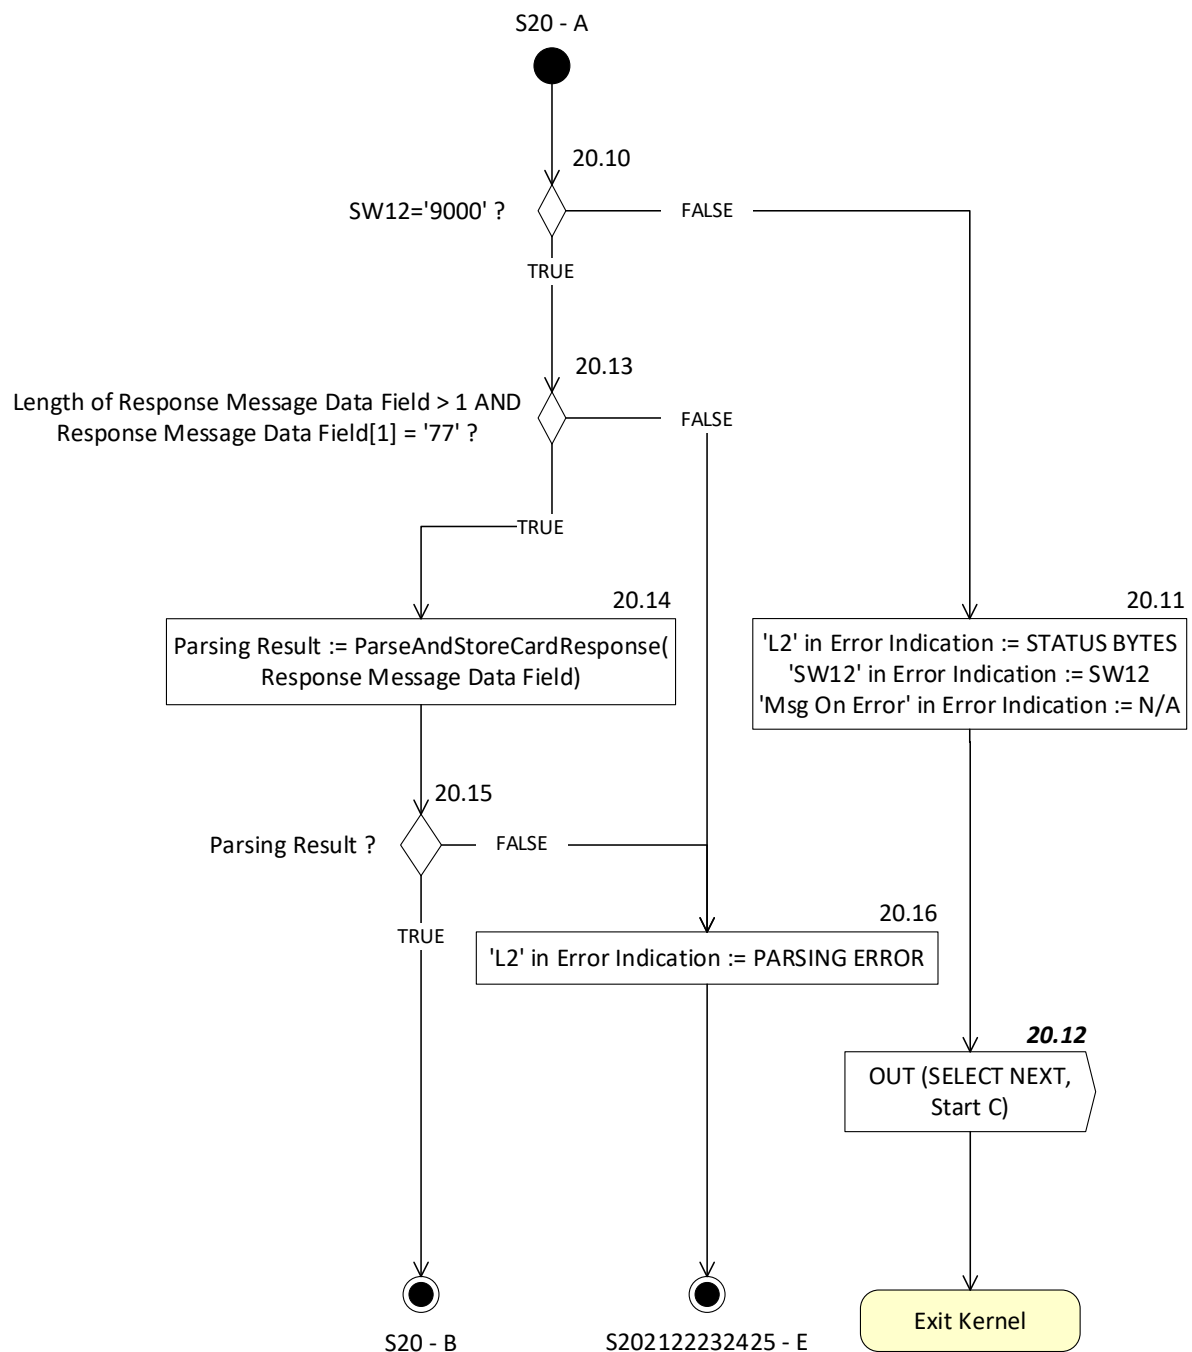 S20 - A
20.10
SW12='9000' ?
FALSE
TRUE
20.13
Length of Response Message Data Field > 1 AND
Response Message Data Field[1] = '77' ?
FALSE
TRUE
20.14
Parsing Result := ParseAndStoreCardResponse(
Response Message Data Field)
20.11
'L2' in Error Indication := STATUS BYTES
'SW12' in Error Indication := SW12
'Msg On Error' in Error Indication := N/A
20.15
Parsing Result ?
FALSE
TRUE
20.16
'L2' in Error Indication := PARSING ERROR
20.12
OUT (SELECT NEXT,
Start C)
S20 - B
S202122232425 - E
Exit Kernel